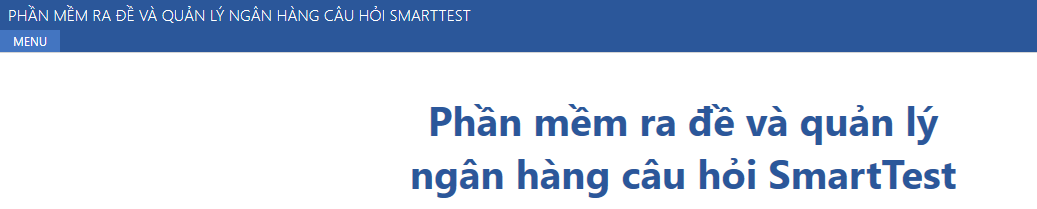 PHẦN MỀM RA ĐỀ VÀ QUẢN LÝ NGÂN HÀNG CÂU HỎI SMARTTEST
MENU
Phần mềm ra đề và quản lý
ngân hàng câu hỏi SmartTest